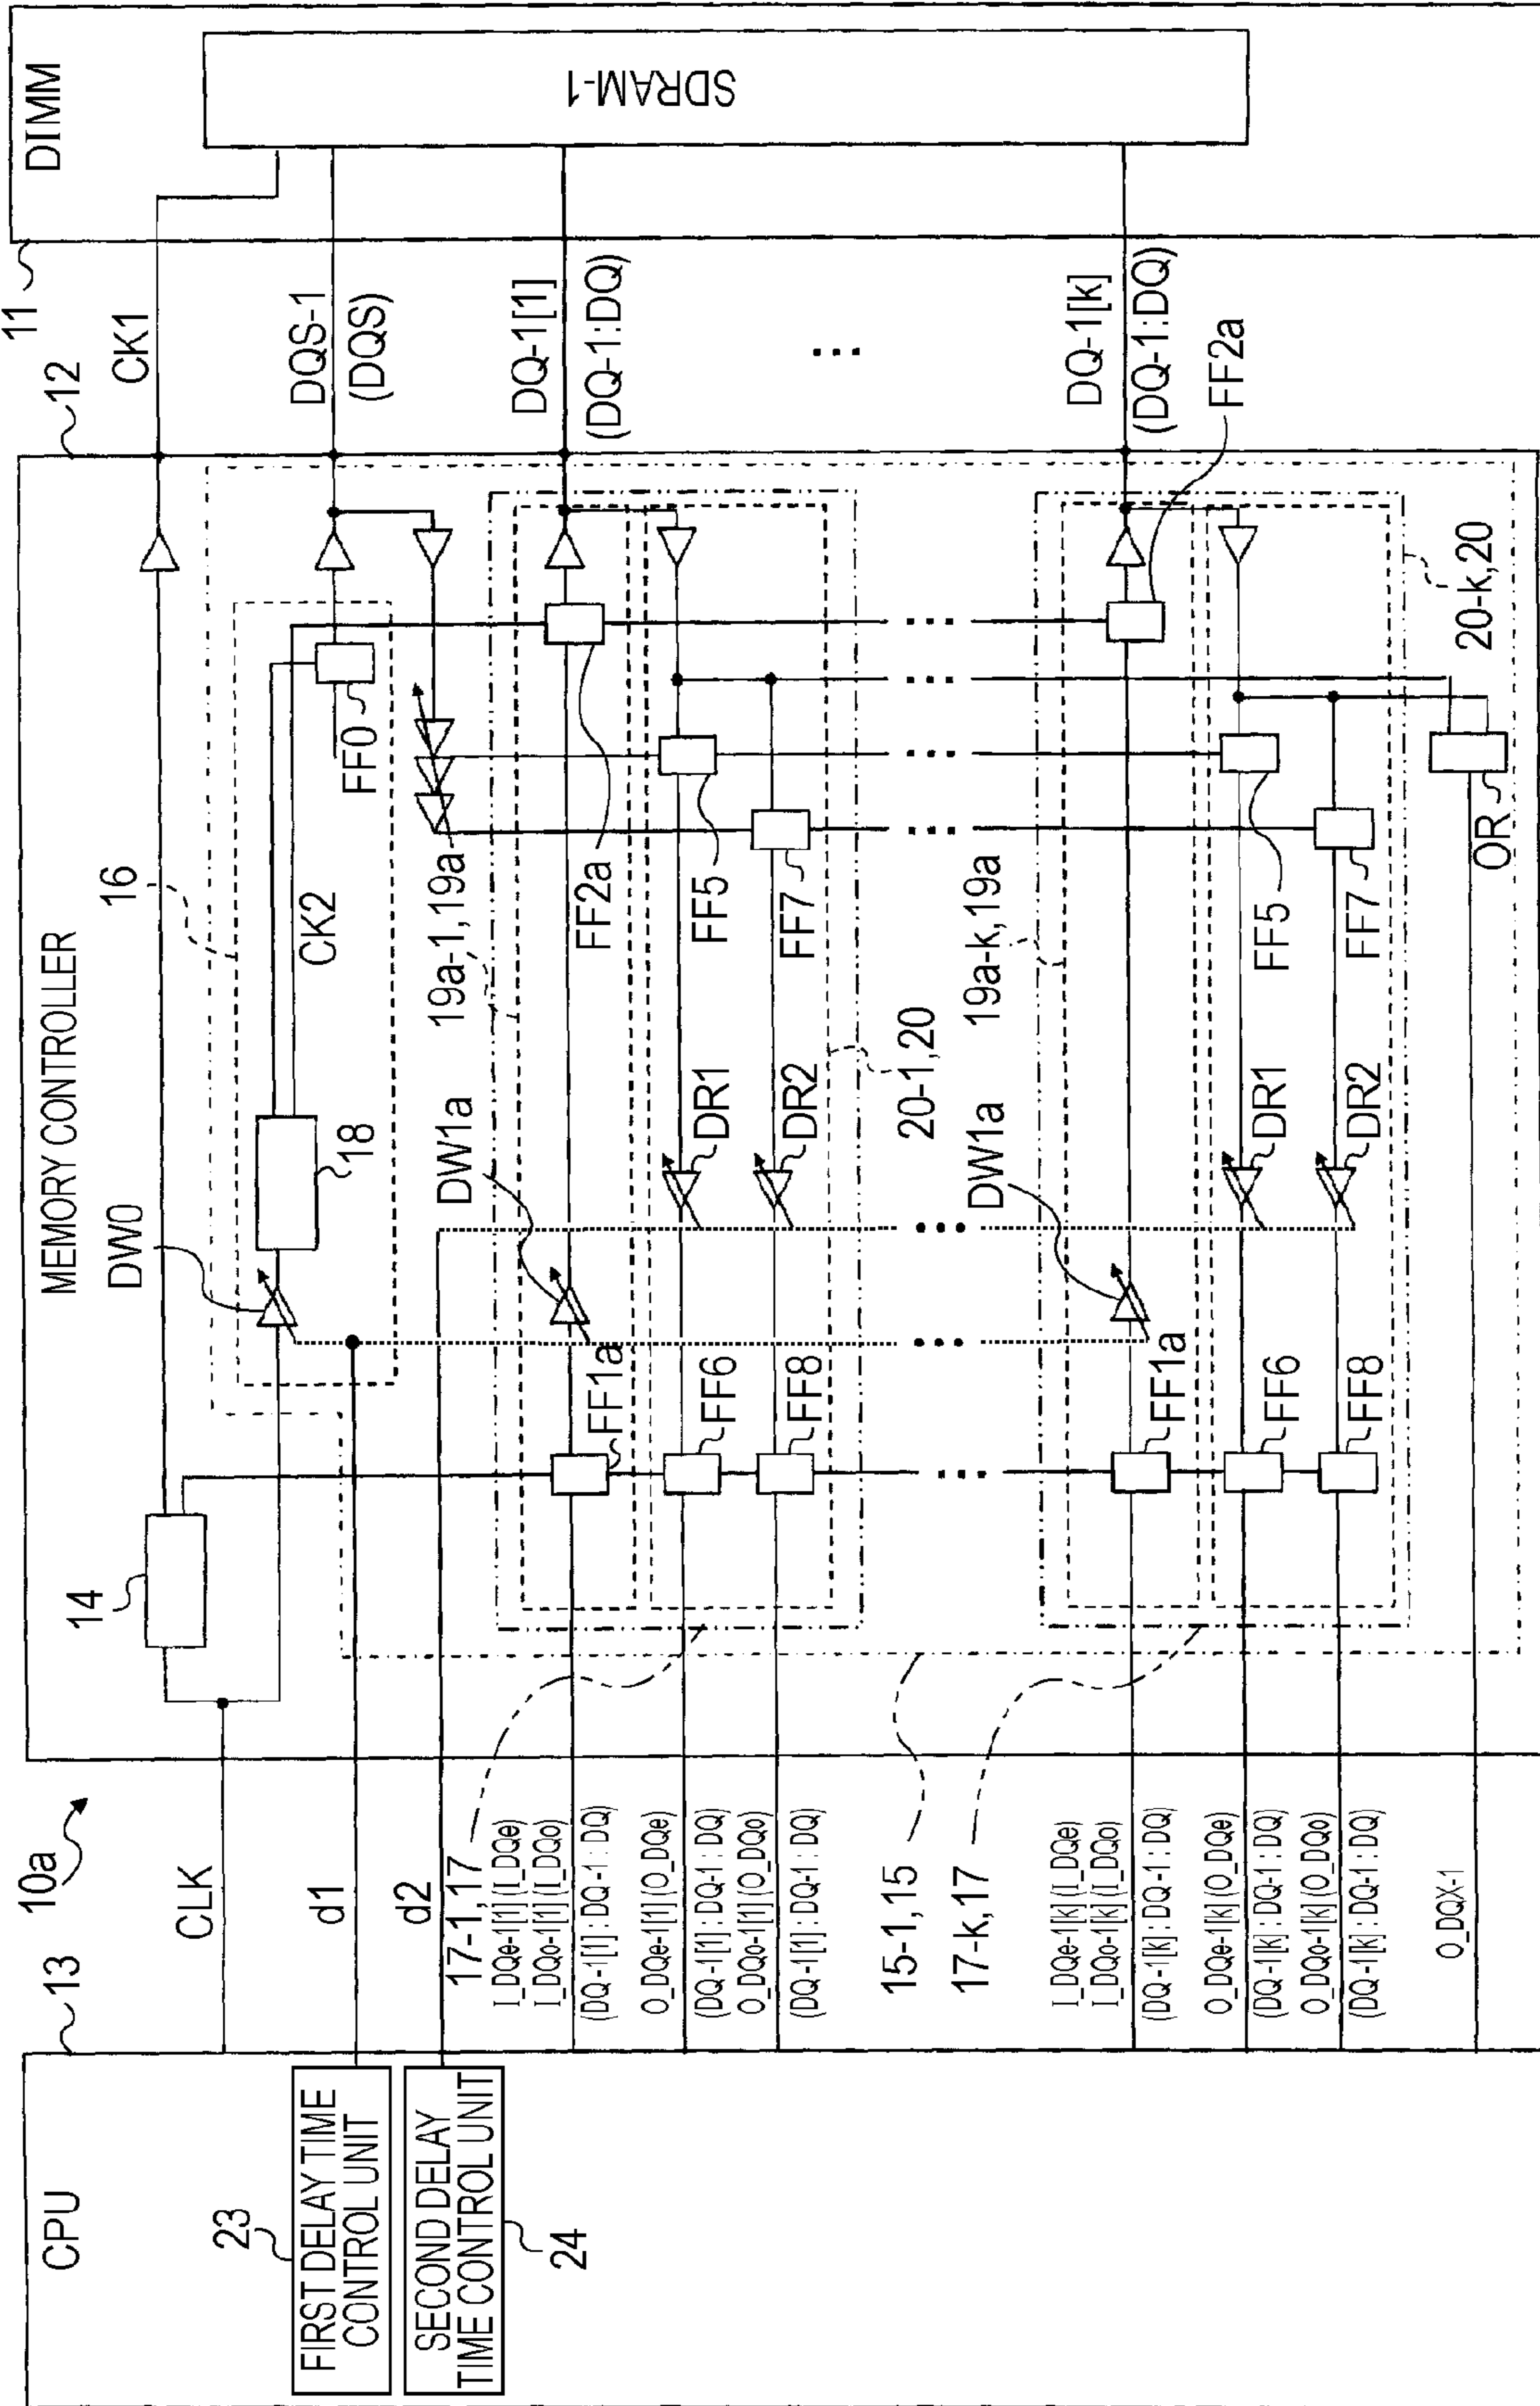 10a
13
CPU
23
FIRST DELAY TIME
CONTROL UNIT
24
SECOND DELAY
TIME CONTROL UNIT
CLK
d1
d2
17-1,17
I_DQe-1[1](I_DQe)
I_DQo-1[1](I_DQo)
(DQ-1[1]:DQ-1:DQ)
O_DQe-1[1](O_DQe)
(DQ-1[1]:DQ-1:DQ)
O_DQo-1[1](O_DQo)
(DQ-1[1]:DQ-1:DQ)
15-1,15
17-k,17
I_DQe-1[k](I_DQe)
I_DQo-1[k](I_DQo)
(DQ-1[k]:DQ-1:DQ)
O_DQe-1[k](O_DQe)
(DQ-1[k]:DQ-1:DQ)
O_DQo-1[k](O_DQo)
(DQ-1[k]:DQ-1:DQ)
O_DQX-1
12
MEMORY CONTROLLER
14
DW0
18
16
CK2
FF0
FF1a
DW1a
19a-1,19a
FF2a
FF6
DR1
FF5
FF8
DR2
FF7
20-1,20
FF1a
DW1a
19a-k,19a
FF2a
FF6
DR1
FF5
FF8
DR2
FF7
20-k,20
OR
11
CK1
DQS-1
(DQS)
DQ-1[1]
(DQ-1:DQ)
DQ-1[k]
(DQ-1:DQ)
DIMM
SDRAM-1